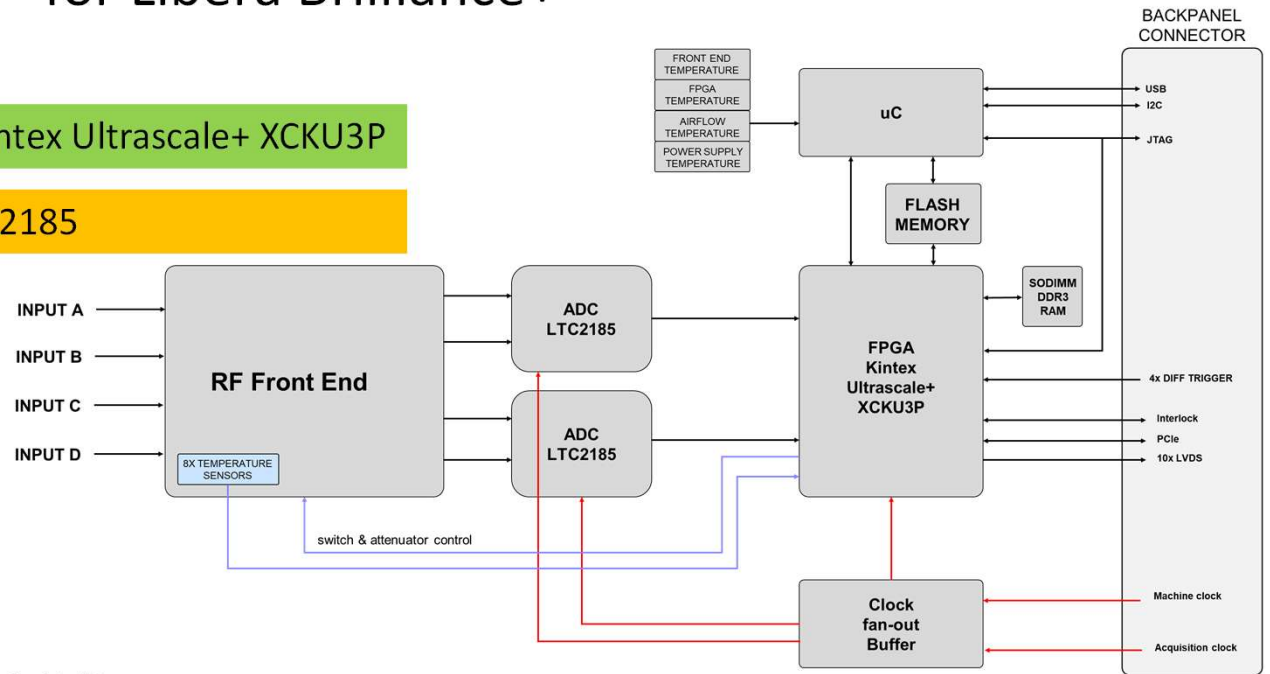 for Libera Brilliance+
BACKPANEL
CONNECTOR
ntex Ultrascale+ XCKU3P
2185
FRONT END
TEMPERATURE
FPGA
TEMPERATURE
AIRFLOW
TEMPERATURE
POWER SUPPLY
TEMPERATURE
uC
USB
I2C
JTAG
FLASH
MEMORY
SODIMM
DDR3
RAM
INPUT A
INPUT B
INPUT C
INPUT D
RF Front End
8X TEMPERATURE
SENSORS
ADC
LTC2185
ADC
LTC2185
FPGA
Kintex
Ultrascale+
XCKU3P
4x DIFF TRIGGER
Interlock
PCIe
10x LVDS
switch & attenuator control
Clock
fan-out
Buffer
Machine clock
Acquisition clock